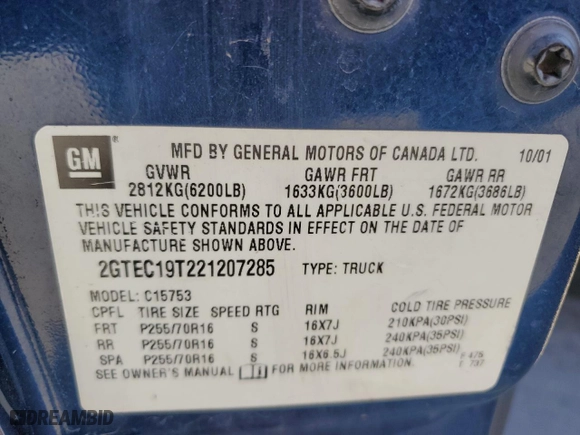 GM
MFD BY GENERAL MOTORS OF CANADA LTD. 10/01
GVWR GAWR FRT GAWR RR
2812KG(6200LB) 1633KG(3600LB) 1672KG(3686LB)
THIS VEHICLE CONFORMS TO ALL APPLICABLE U.S. FEDERAL MOTOR
VEHICLE SAFETY STANDARDS IN EFFECT ON THE DATE OF
MANUFACTURE SHOWN ABOVE.
2GTEC19T221207285 TYPE: TRUCK
MODEL: C15753
CPFL TIRE SIZE SPEED RTG RIM COLD TIRE PRESSURE
FRT P255/70R16 S 16X7J 210KPA(30PSI)
RR P255/70R16 S 16X7J 240KPA(35PSI)
SPA P255/70R16 S 16X6.5J 240KPA(35PSI)
SEE OWNER'S MANUAL FOR MORE INFORMATION.
DREAMBID